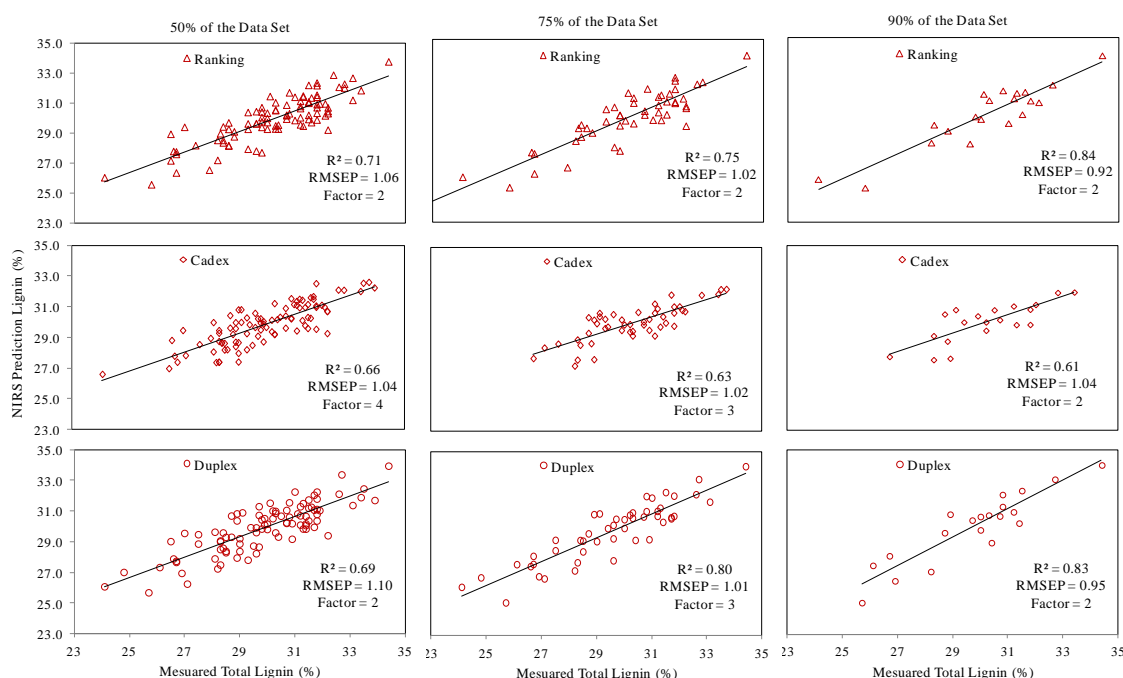 50% of the Data Set
75% of the Data Set
90% of the Data Set
35.0
33.0
31.0
29.0
27.0
25.0
23.0
Ranking
R² = 0.71
RMSEP = 1.06
Factor = 2
Ranking
R² = 0.75
RMSEP = 1.02
Factor = 2
Ranking
R² = 0.84
RMSEP = 0.92
Factor = 2
NIRS Prediction Lignin (%)
35.0
33.0
31.0
29.0
27.0
25.0
23.0
Cadex
R² = 0.66
RMSEP = 1.04
Factor = 4
Cadex
R² = 0.63
RMSEP = 1.02
Factor = 3
Cadex
R² = 0.61
RMSEP = 1.04
Factor = 2
35.0
33.0
31.0
29.0
27.0
25.0
23.0
Duplex
R² = 0.69
RMSEP = 1.10
Factor = 2
Duplex
R² = 0.80
RMSEP = 1.01
Factor = 3
Duplex
R² = 0.83
RMSEP = 0.95
Factor = 2
23 25 27 29 31 33 35
23 25 27 29 31 33 35
23 25 27 29 31 33 35
Mesuared Total Lignin (%)
Mesuared Total Lignin (%)
Mesuared Total Lignin (%)